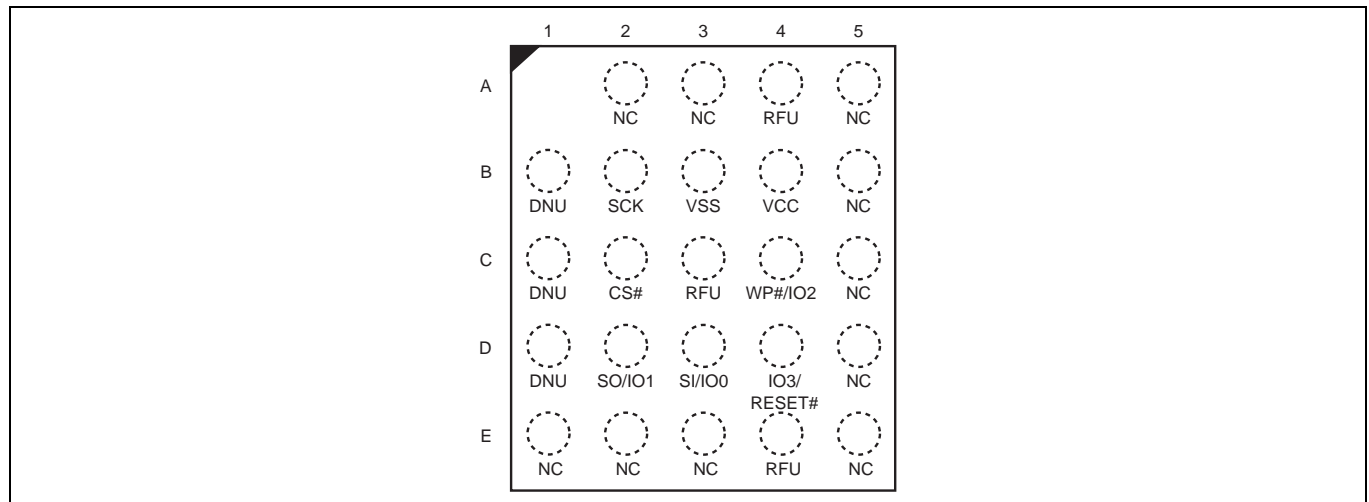 1 2 3 4 5
A
NC NC RFU NC
B
DNU SCK VSS VCC NC
C
DNU CS# RFU WP#/IO2 NC
D
DNU SO/IO1 SI/IO0 IO3/ NC
RESET#
E
NC NC NC RFU NC